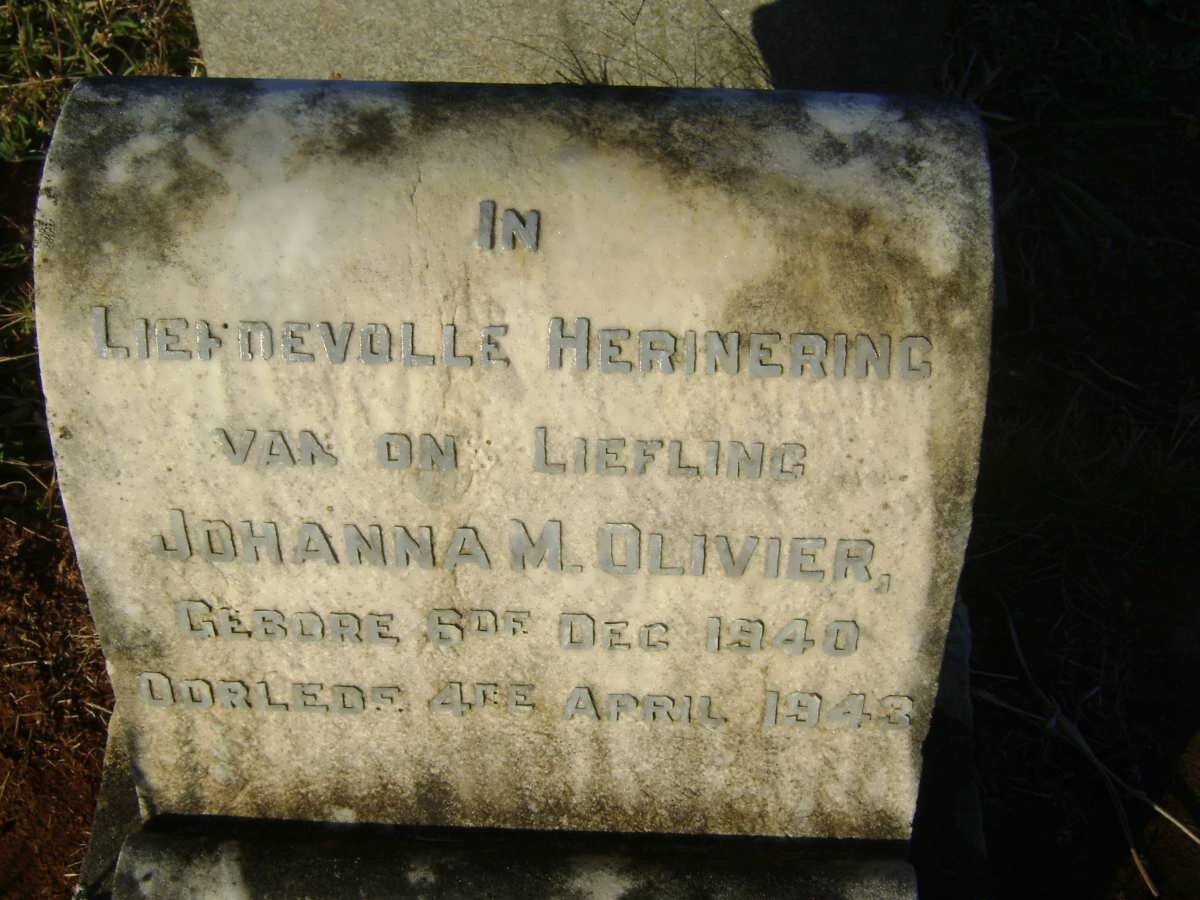 IN
LIEFDEVOLLE HERINERING
VAN ON LIEFLING
JOHANNA M. OLIVIER,
GEBORE 6DE DEC 1940
OORLEDE 4DE APRIL 1943